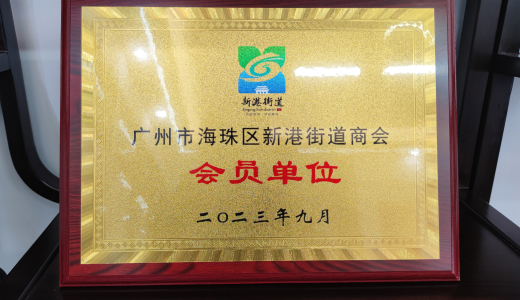 新港街道
广州市海珠区新港街道商会
会员单位
二〇二三年九月